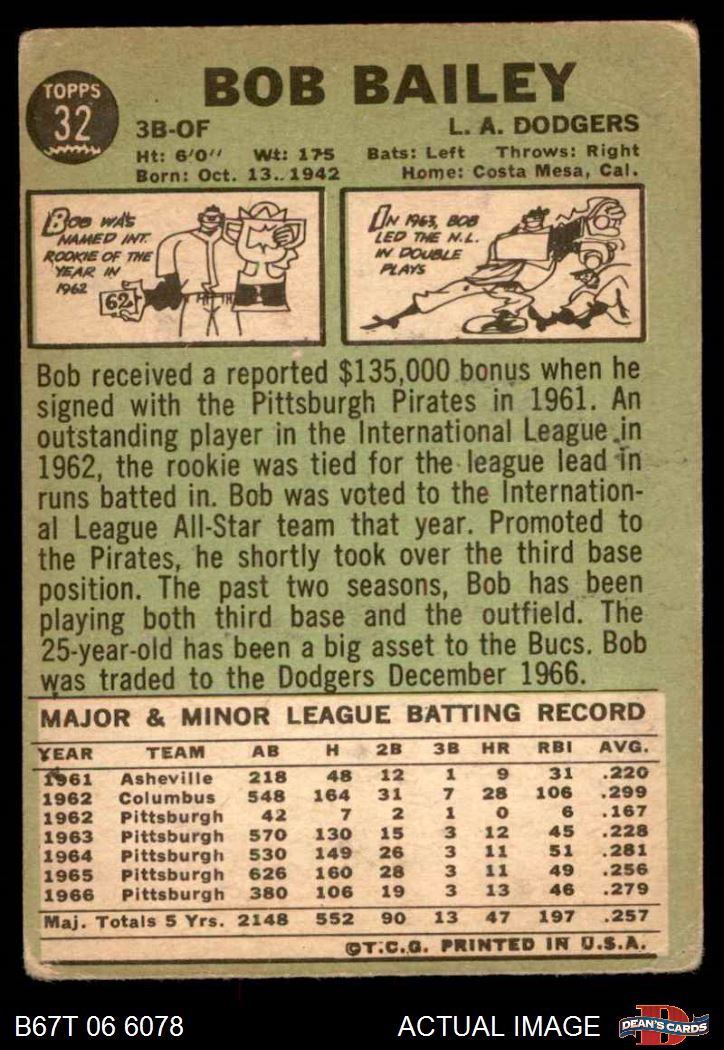 TOPPS
32
BOB BAILEY
3B-OF
L. A. DODGERS
Ht: 6'0" Wt: 175 Bats: Left Throws: Right
Born: Oct. 13, 1942 Home: Costa Mesa, Cal.
BOB WAS
NAMED INT.
ROOKIE OF THE
YEAR IN
1962
62
IN 1963, BOB
LED THE N.L.
IN DOUBLE
PLAYS
Bob received a reported $135,000 bonus when he
signed with the Pittsburgh Pirates in 1961. An
outstanding player in the International League in
1962, the rookie was tied for the league lead in
runs batted in. Bob was voted to the Internation-
al League All-Star team that year. Promoted to
the Pirates, he shortly took over the third base
position. The past two seasons, Bob has been
playing both third base and the outfield. The
25-year-old has been a big asset to the Bucs. Bob
was traded to the Dodgers December 1966.
MAJOR & MINOR LEAGUE BATTING RECORD
YEAR TEAM AB H 2B 3B HR RBI AVG.
1961 Asheville 218 48 12 1 9 31 .220
1962 Columbus 548 164 31 7 28 106 .299
1962 Pittsburgh 42 7 2 1 0 6 .167
1963 Pittsburgh 570 130 15 3 12 45 .228
1964 Pittsburgh 530 149 26 3 11 51 .281
1965 Pittsburgh 626 160 28 3 11 49 .256
1966 Pittsburgh 380 106 19 3 13 46 .279
Maj. Totals 5 Yrs. 2148 552 90 13 47 197 .257
©T.C.G. PRINTED IN U.S.A.
B67T 06 6078
ACTUAL IMAGE
D
DEAN'S CARDS